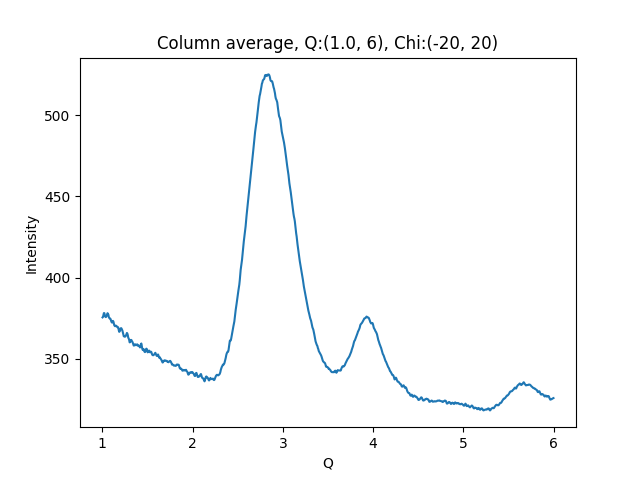 Column average, Q:(1.0, 6), Chi:(-20, 20)
500
450
400
350
Intensity
1 2 3 4 5 6
Q